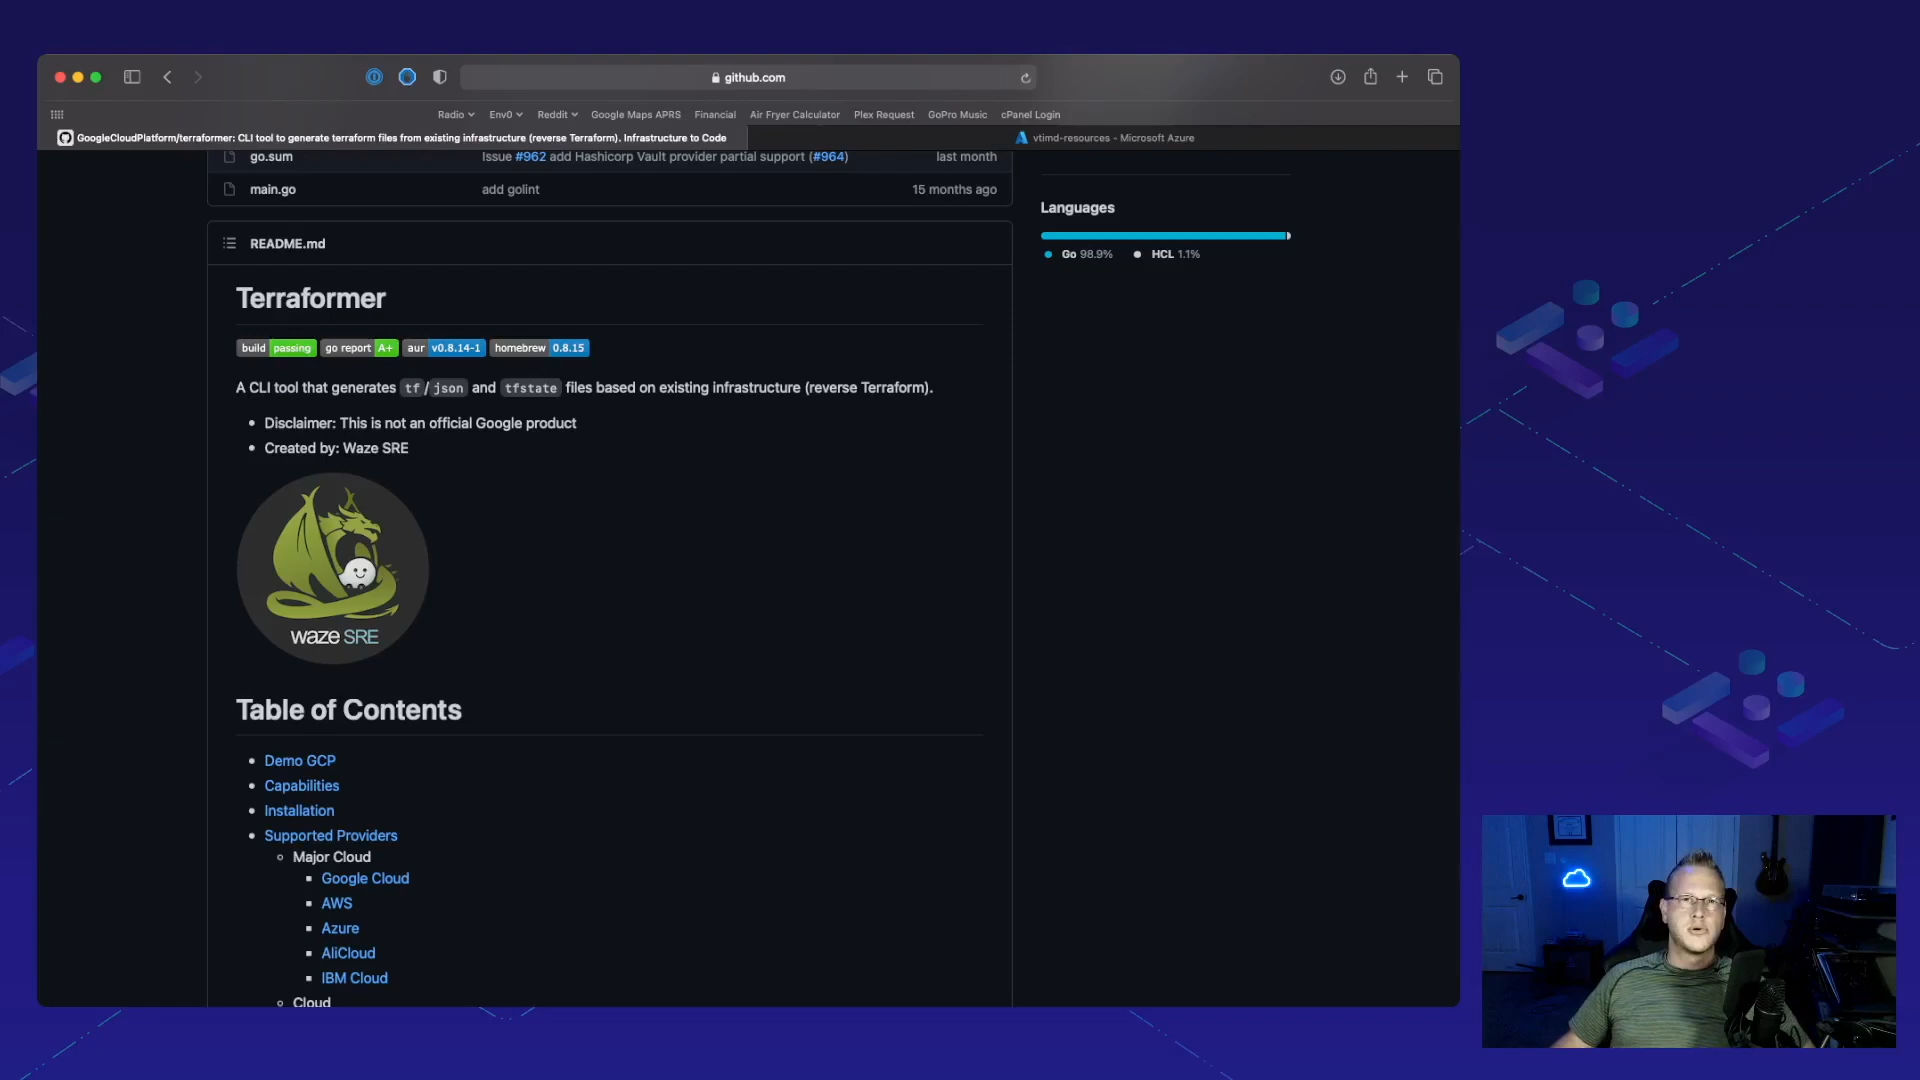 github.com
Radio Env0 Reddit Google Maps APRS Financial Air Fryer Calculator Plex Request GoPro Music cPanel Login
GoogleCloudPlatform/terraformer: CLI tool to generate terraform files from existing infrastructure (reverse Terraform). Infrastructure to Code
vtimd-resources - Microsoft Azure
go.sum Issue #962 add Hashicorp Vault provider partial support (#964) last month
main.go add golint 15 months ago
Languages
Go 98.9% HCL 1.1%
README.md
Terraformer
build passing go report A+ aur v0.8.14-1 homebrew 0.8.15
A CLI tool that generates tf/json and tfstate files based on existing infrastructure (reverse Terraform).
• Disclaimer: This is not an official Google product
• Created by: Waze SRE
waze SRE
Table of Contents
• Demo GCP
• Capabilities
• Installation
• Supported Providers
Major Cloud
Google Cloud
AWS
Azure
AliCloud
IBM Cloud
Cloud